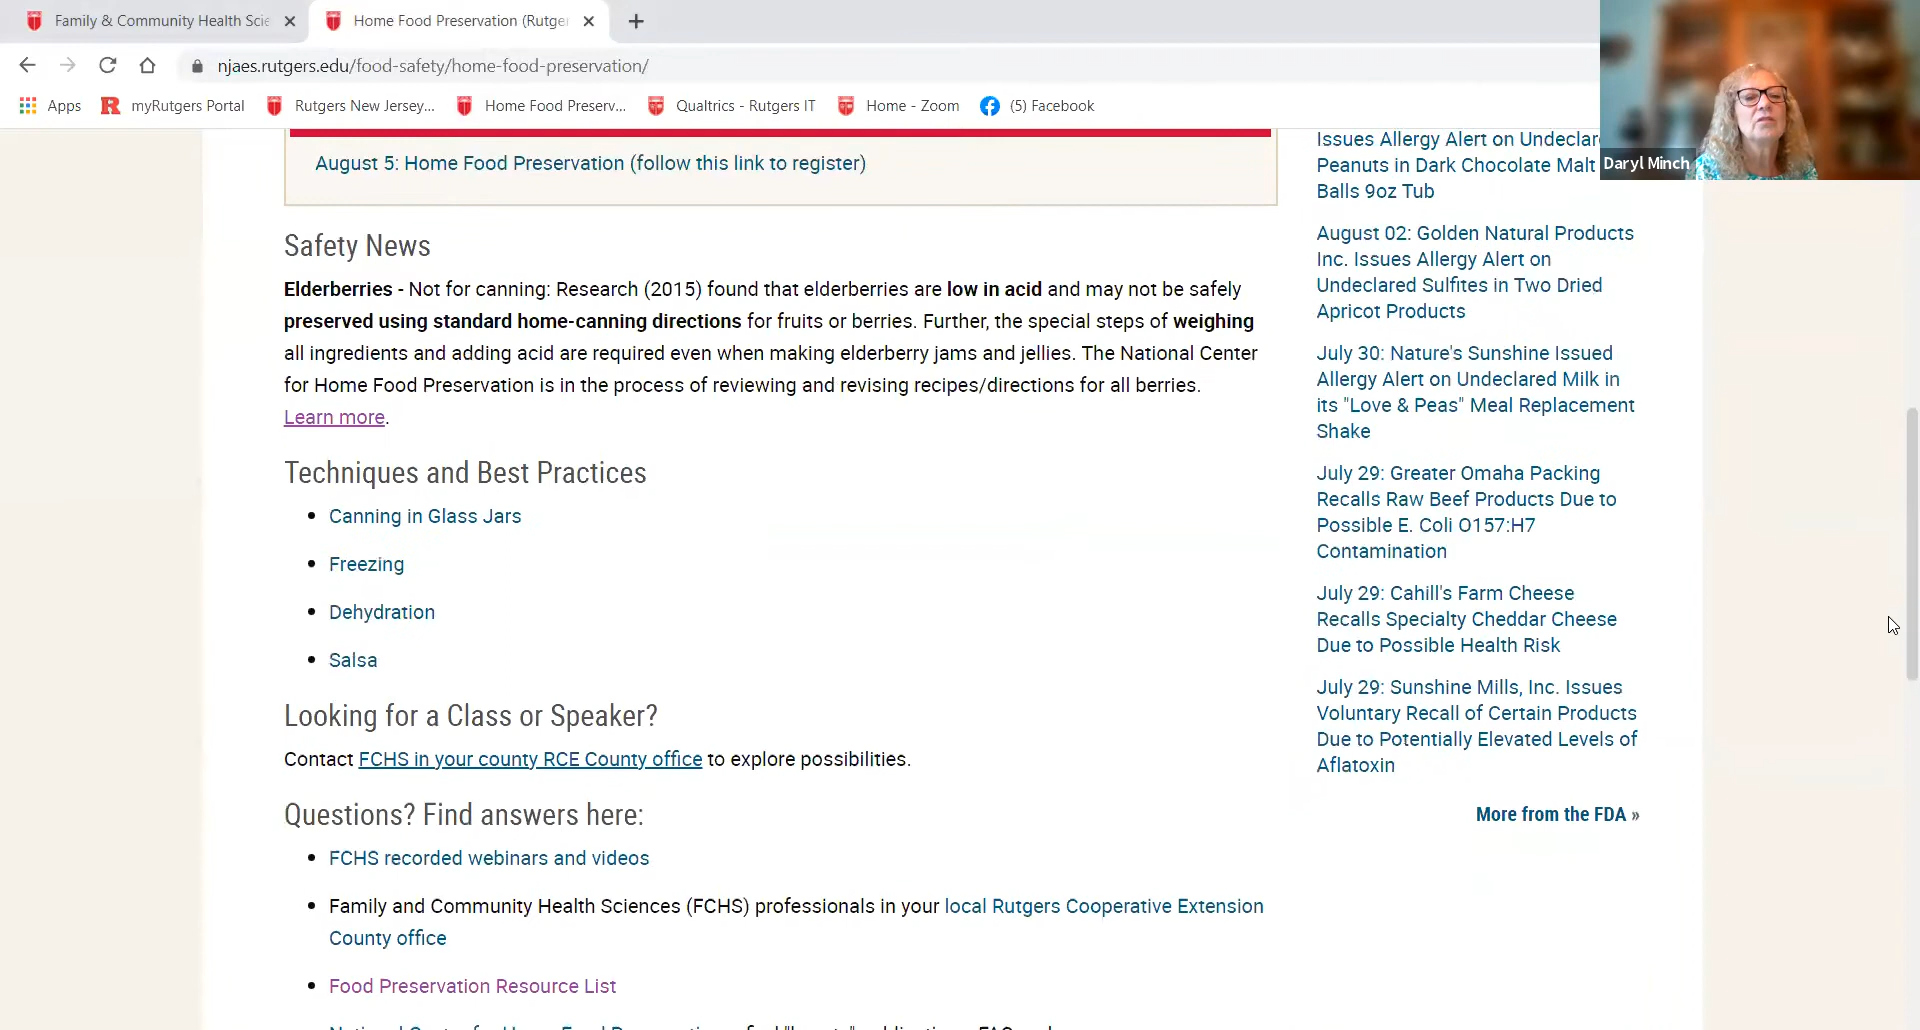 Family & Community Health Scie
Home Food Preservation (Rutge
njaes.rutgers.edu/food-safety/home-food-preservation/
Apps
myRutgers Portal
Rutgers New Jersey...
Home Food Preserv...
Qualtrics - Rutgers IT
Home - Zoom
(5) Facebook
Daryl Minch
August 5: Home Food Preservation (follow this link to register)
Safety News
Elderberries - Not for canning: Research (2015) found that elderberries are low in acid and may not be safely
preserved using standard home-canning directions for fruits or berries. Further, the special steps of weighing
all ingredients and adding acid are required even when making elderberry jams and jellies. The National Center
for Home Food Preservation is in the process of reviewing and revising recipes/directions for all berries.
Learn more.
Techniques and Best Practices
Canning in Glass Jars
Freezing
Dehydration
Salsa
Looking for a Class or Speaker?
Contact FCHS in your county RCE County office to explore possibilities.
Questions? Find answers here:
FCHS recorded webinars and videos
Family and Community Health Sciences (FCHS) professionals in your local Rutgers Cooperative Extension
County office
Food Preservation Resource List
Issues Allergy Alert on Undeclar
Peanuts in Dark Chocolate Malt
Balls 9oz Tub
August 02: Golden Natural Products
Inc. Issues Allergy Alert on
Undeclared Sulfites in Two Dried
Apricot Products
July 30: Nature's Sunshine Issued
Allergy Alert on Undeclared Milk in
its "Love & Peas" Meal Replacement
Shake
July 29: Greater Omaha Packing
Recalls Raw Beef Products Due to
Possible E. Coli O157:H7
Contamination
July 29: Cahill's Farm Cheese
Recalls Specialty Cheddar Cheese
Due to Possible Health Risk
July 29: Sunshine Mills, Inc. Issues
Voluntary Recall of Certain Products
Due to Potentially Elevated Levels of
Aflatoxin
More from the FDA »